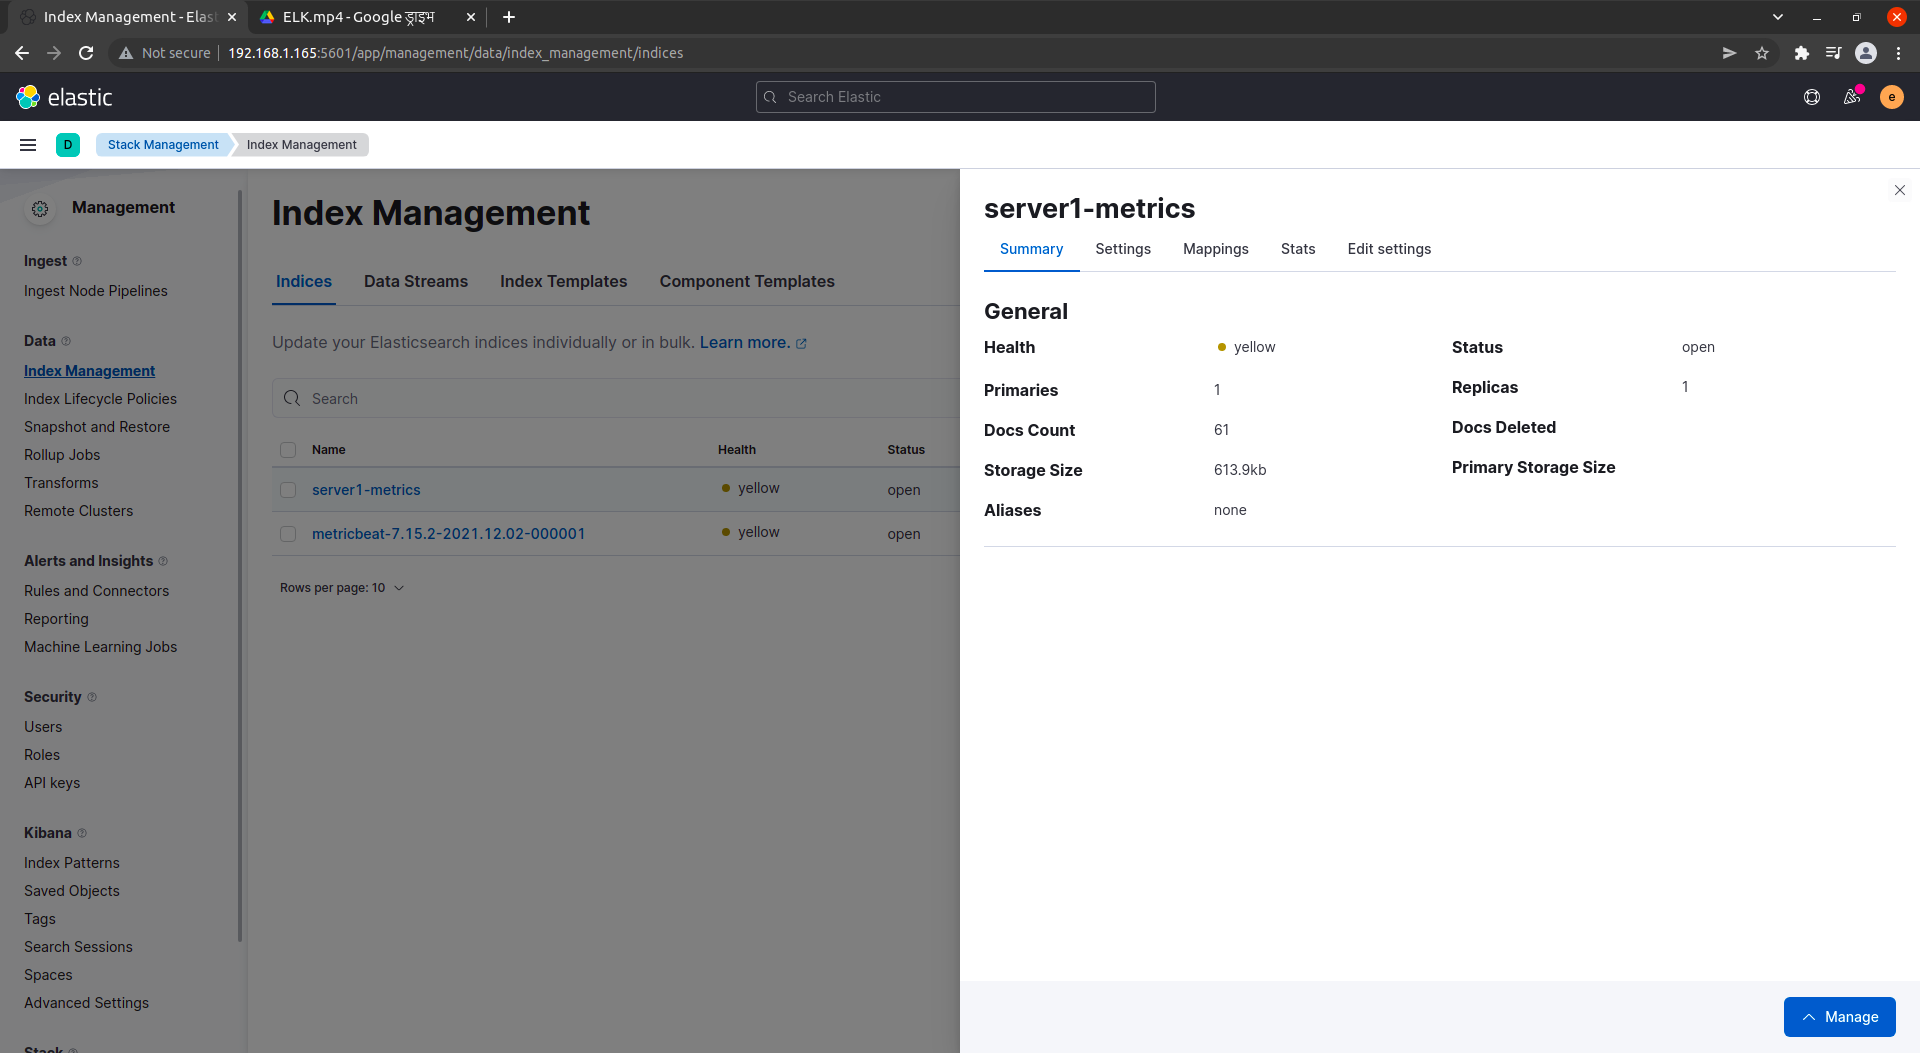 Index Management - Elas
ELK.mp4 - Google ड्राइभ
Not secure
192.168.1.165:5601/app/management/data/index_management/indices
elastic
Search Elastic
e
D
Stack Management
Index Management
Management
Ingest
Ingest Node Pipelines
Data
Index Management
Index Lifecycle Policies
Snapshot and Restore
Rollup Jobs
Transforms
Remote Clusters
Alerts and Insights
Rules and Connectors
Reporting
Machine Learning Jobs
Security
Users
Roles
API keys
Kibana
Index Patterns
Saved Objects
Tags
Search Sessions
Spaces
Advanced Settings
Stack
Index Management
Indices Data Streams Index Templates Component Templates
Update your Elasticsearch indices individually or in bulk. Learn more.
Search
Name Health Status
server1-metrics yellow open
metricbeat-7.15.2-2021.12.02-000001 yellow open
Rows per page: 10
server1-metrics
Summary Settings Mappings Stats Edit settings
General
Health yellow Status open
Primaries 1 Replicas 1
Docs Count 61 Docs Deleted
Storage Size 613.9kb Primary Storage Size
Aliases none
Manage